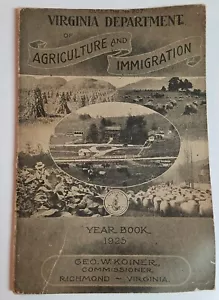 VIRGINIA DEPARTMENT
OF
AGRICULTURE AND
IMMIGRATION
YEAR BOOK
1925
GEO. W. KOINER,
COMMISSIONER,
RICHMOND - VIRGINIA